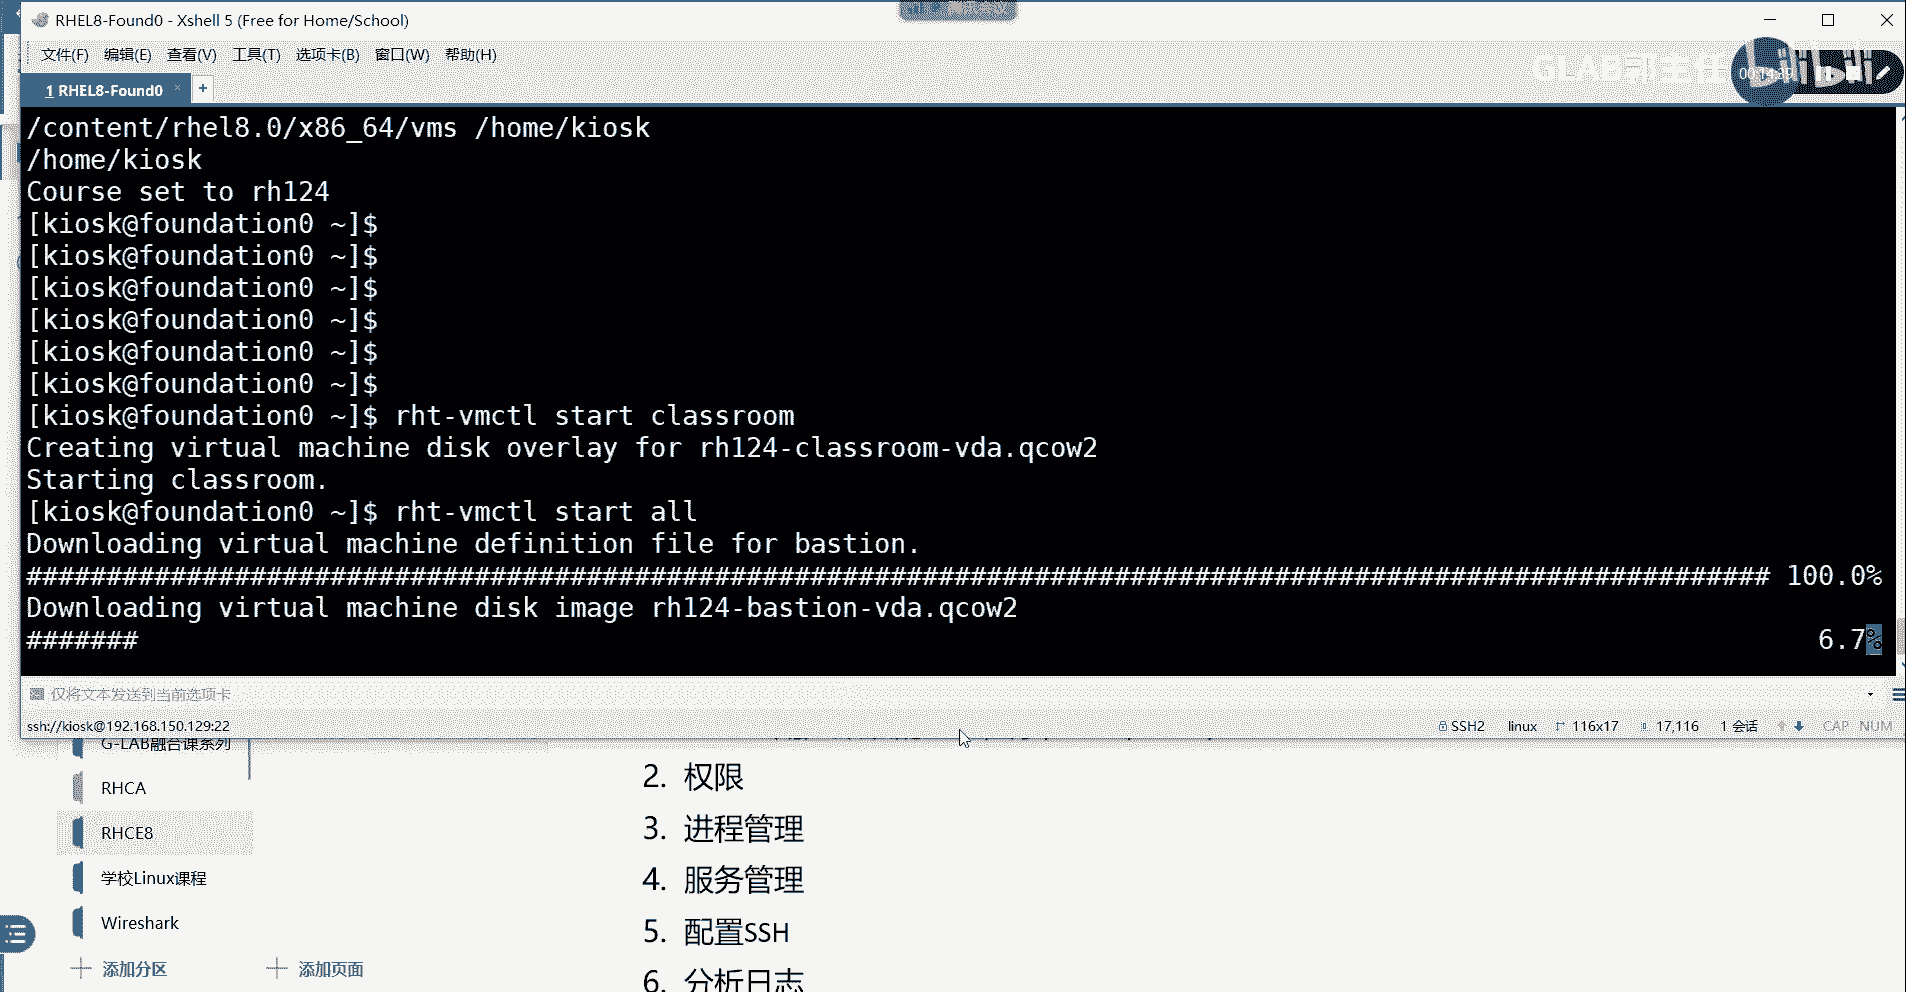 RHEL8-Found0 - Xshell 5 (Free for Home/School)
文件(F) 编辑(E) 查看(V) 工具(T) 选项卡(B) 窗口(W) 帮助(H)
GLAB郭主任
1 RHEL8-Found0 × +
/content/rhel8.0/x86_64/vms /home/kiosk
/home/kiosk
Course set to rh124
[kiosk@foundation0 ~]$
[kiosk@foundation0 ~]$
[kiosk@foundation0 ~]$
[kiosk@foundation0 ~]$
[kiosk@foundation0 ~]$
[kiosk@foundation0 ~]$
[kiosk@foundation0 ~]$ rht-vmctl start classroom
Creating virtual machine disk overlay for rh124-classroom-vda.qcow2
Starting classroom.
[kiosk@foundation0 ~]$ rht-vmctl start all
Downloading virtual machine definition file for bastion.
############################################################################################################# 100.0%
Downloading virtual machine disk image rh124-bastion-vda.qcow2
####### 6.7%
仅将文本发送到当前选项卡
ssh://kiosk@192.168.150.129:22 SSH2 linux 116x17 17,116 1 会话 CAP NUM
G-LAB融合课系列
RHCA
RHCE8
学校Linux课程
Wireshark
添加分区 添加页面
2. 权限
3. 进程管理
4. 服务管理
5. 配置SSH
6. 分析日志